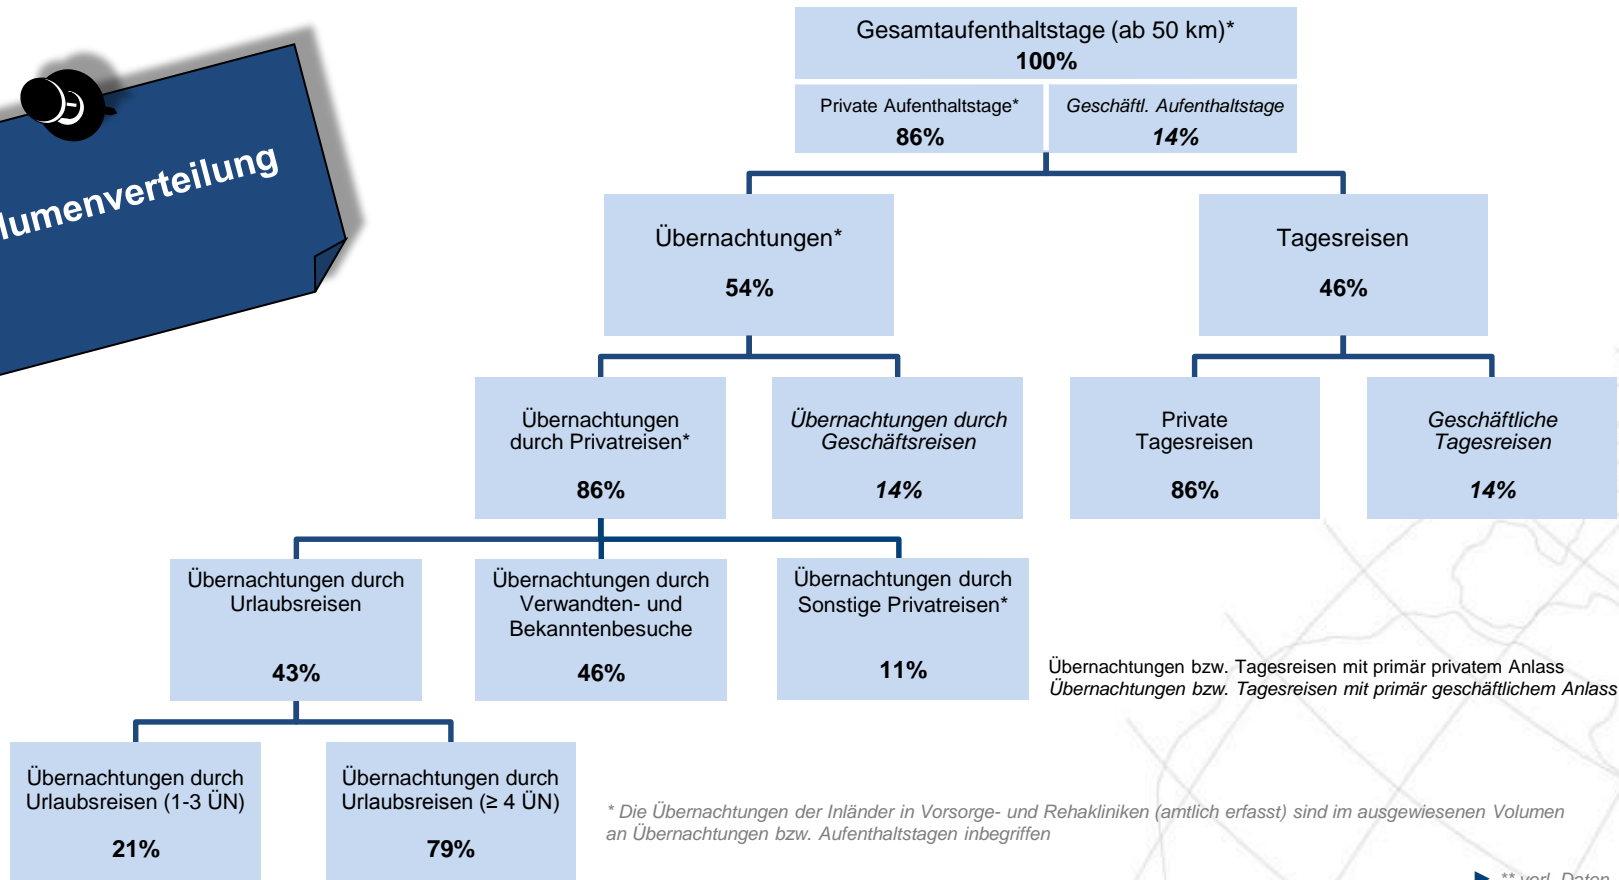 lumenverteilung
Gesamtaufenthaltstage (ab 50 km)*
100%
Private Aufenthaltstage*
86%
Geschäftl. Aufenthaltstage
14%
Übernachtungen*
54%
Tagesreisen
46%
Übernachtungen
durch Privatreisen*
86%
Übernachtungen durch
Geschäftsreisen
14%
Private
Tagesreisen
86%
Geschäftliche
Tagesreisen
14%
Übernachtungen durch
Urlaubsreisen
43%
Übernachtungen durch
Verwandten- und
Bekanntenbesuche
46%
Übernachtungen durch
Sonstige Privatreisen*
11%
Übernachtungen bzw. Tagesreisen mit primär privatem Anlass
Übernachtungen bzw. Tagesreisen mit primär geschäftlichem Anlass
Übernachtungen durch
Urlaubsreisen (1-3 ÜN)
21%
Übernachtungen durch
Urlaubsreisen (≥ 4 ÜN)
79%
* Die Übernachtungen der Inländer in Vorsorge- und Rehakliniken (amtlich erfasst) sind im ausgewiesenen Volumen
an Übernachtungen bzw. Aufenthaltstagen inbegriffen
** vorl. Daten